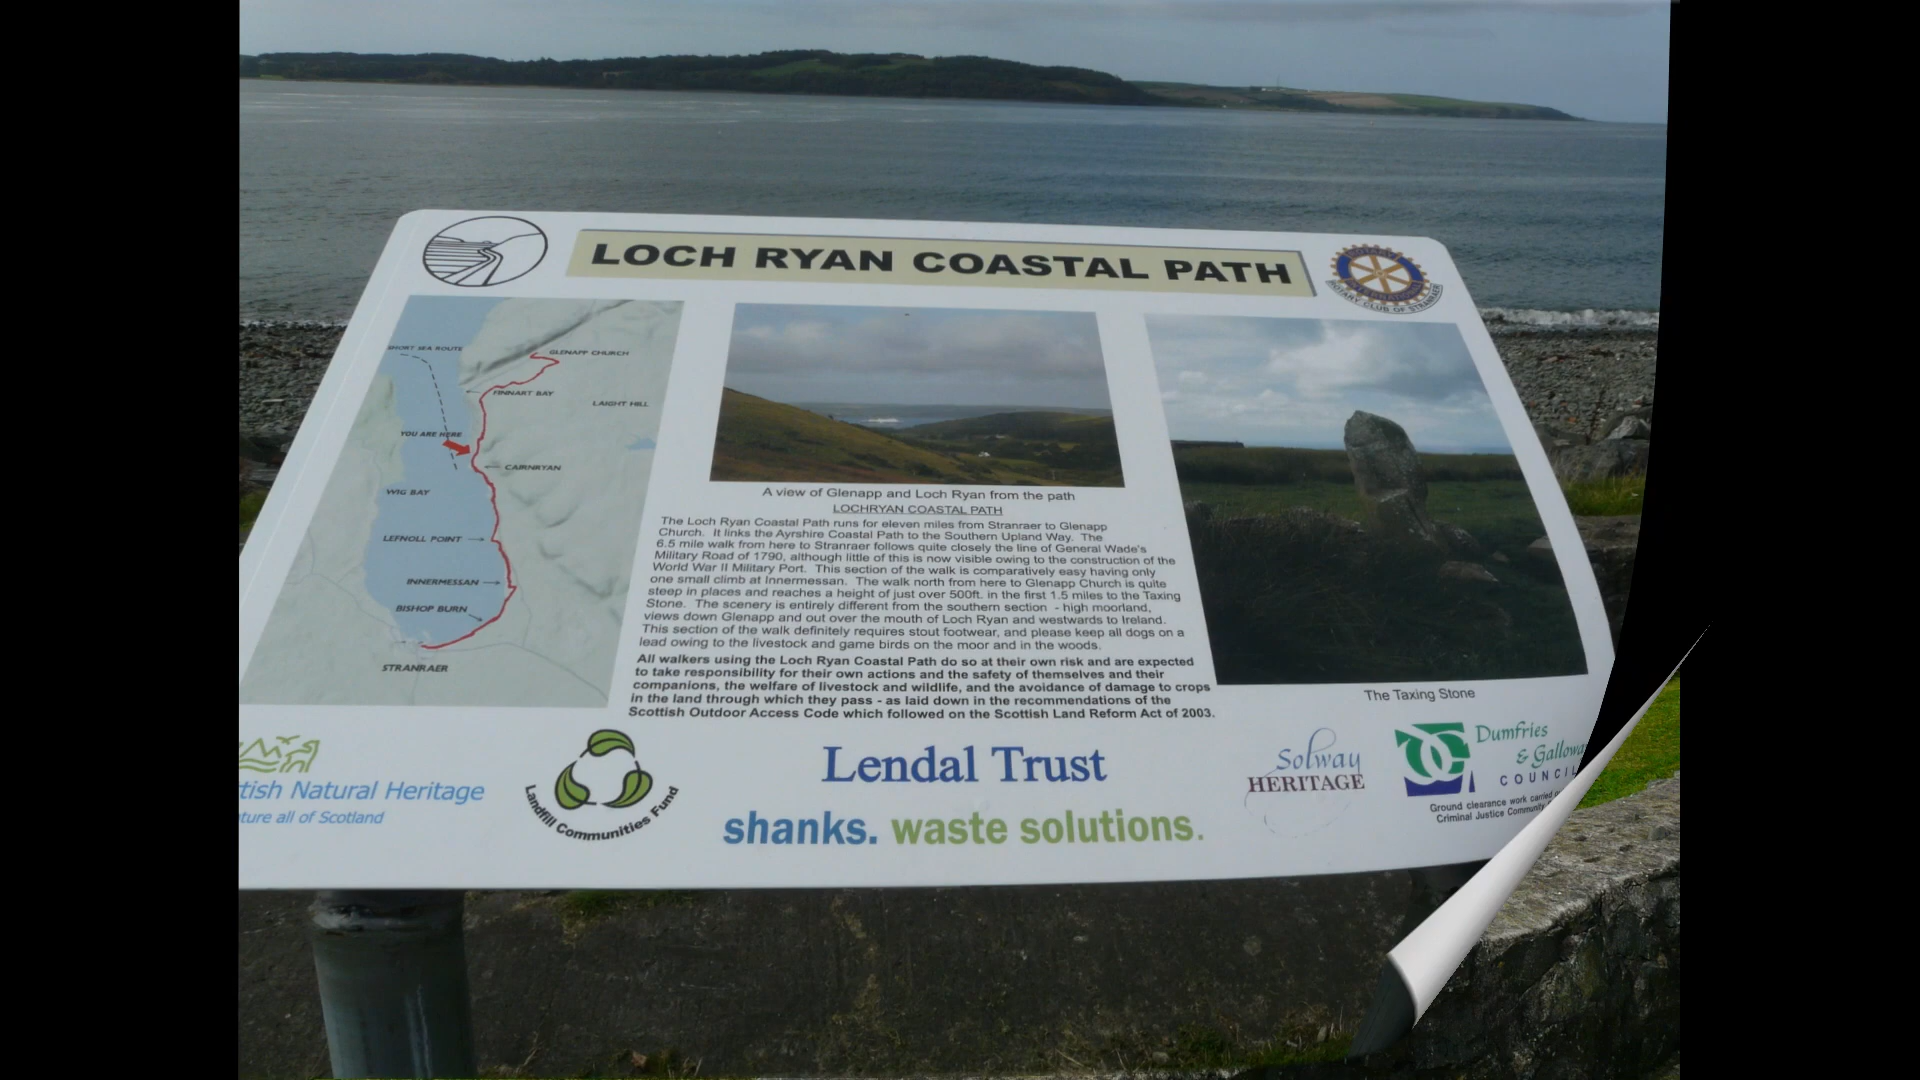 LOCH RYAN COASTAL PATH
ROTARY
INTERNATIONAL
ROTARY CLUB OF STRANRAER
SHORT SEA ROUTE
GLENAPP CHURCH
FINNART BAY
LAIGHT HILL
YOU ARE HERE
CAIRNRYAN
WIG BAY
LEFNOLL POINT
INNERMESSAN
BISHOP BURN
STRANRAER
A view of Glenapp and Loch Ryan from the path
LOCHRYAN COASTAL PATH
The Loch Ryan Coastal Path runs for eleven miles from Stranraer to Glenapp
Church. It links the Ayrshire Coastal Path to the Southern Upland Way. The
6.5 mile walk from here to Stranraer follows quite closely the line of General Wade's
Military Road of 1790, although little of this is now visible owing to the construction of the
World War II Military Port. This section of the walk is comparatively easy having only
one small climb at Innermessan. The walk north from here to Glenapp Church is quite
steep in places and reaches a height of just over 500ft. in the first 1.5 miles to the Taxing
Stone. The scenery is entirely different from the southern section - high moorland,
views down Glenapp and out over the mouth of Loch Ryan and westwards to Ireland.
This section of the walk definitely requires stout footwear, and please keep all dogs on a
lead owing to the livestock and game birds on the moor and in the woods.
All walkers using the Loch Ryan Coastal Path do so at their own risk and are expected
to take responsibility for their own actions and the safety of themselves and their
companions, the welfare of livestock and wildlife, and the avoidance of damage to crops
in the land through which they pass - as laid down in the recommendations of the
Scottish Outdoor Access Code which followed on the Scottish Land Reform Act of 2003.
The Taxing Stone
tish Natural Heritage
ture all of Scotland
Landfill Communities Fund
Lendal Trust
shanks. waste solutions.
Solway
HERITAGE
Dumfries
& Gallowa
COUNCIL
Ground clearance work carried
Criminal Justice Community